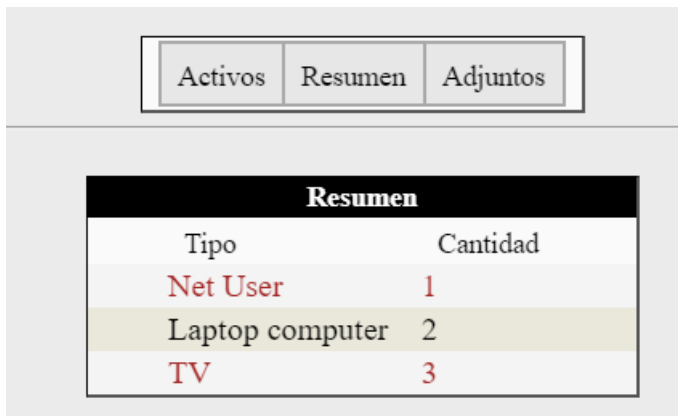 Activos Resumen Adjuntos
Resumen
Tipo Cantidad
Net User 1
Laptop computer 2
TV 3